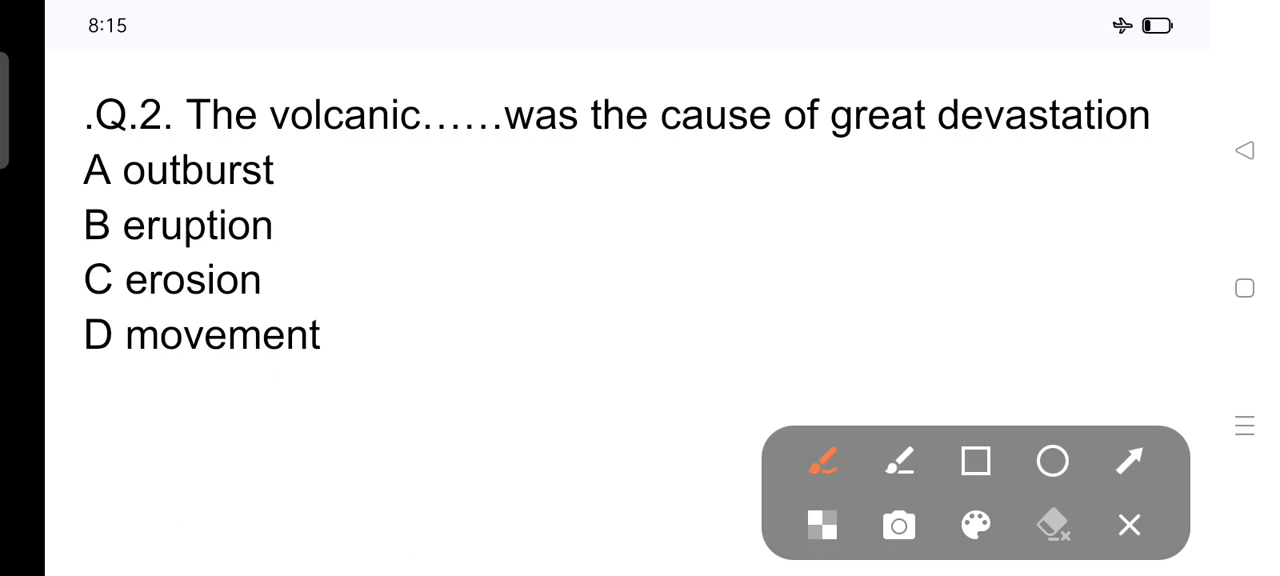 8:15
.Q.2. The volcanic......was the cause of great devastation
A outburst
B eruption
C erosion
D movement